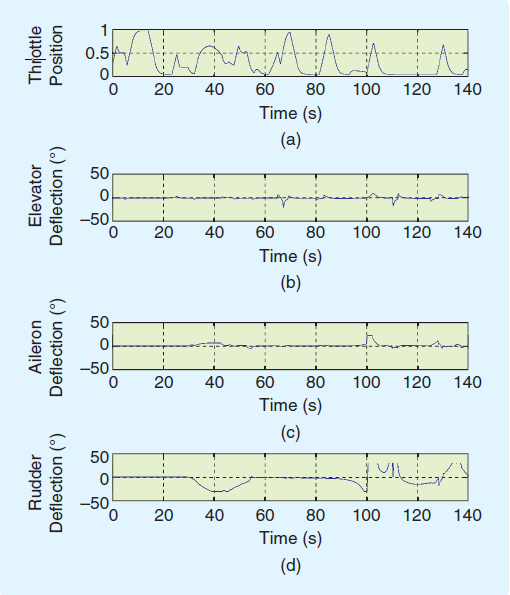 Throttle
Position
1
0.5
0
0 20 40 60 80 100 120 140
Time (s)
(a)
Elevator
Deflection (°)
50
0
−50
0 20 40 60 80 100 120 140
Time (s)
(b)
Aileron
Deflection (°)
50
0
−50
0 20 40 60 80 100 120 140
Time (s)
(c)
Rudder
Deflection (°)
50
0
−50
0 20 40 60 80 100 120 140
Time (s)
(d)